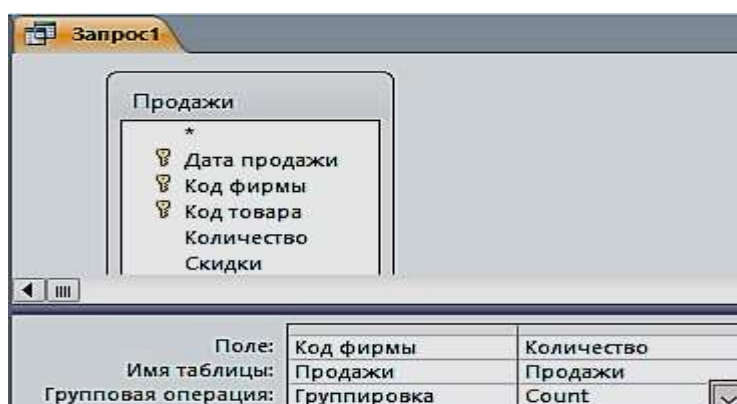 Запрос1
Продажи
*
Дата продажи
Код фирмы
Код товара
Количество
Скидки
Поле: Код фирмы Количество
Имя таблицы: Продажи Продажи
Групповая операция: Группировка Count